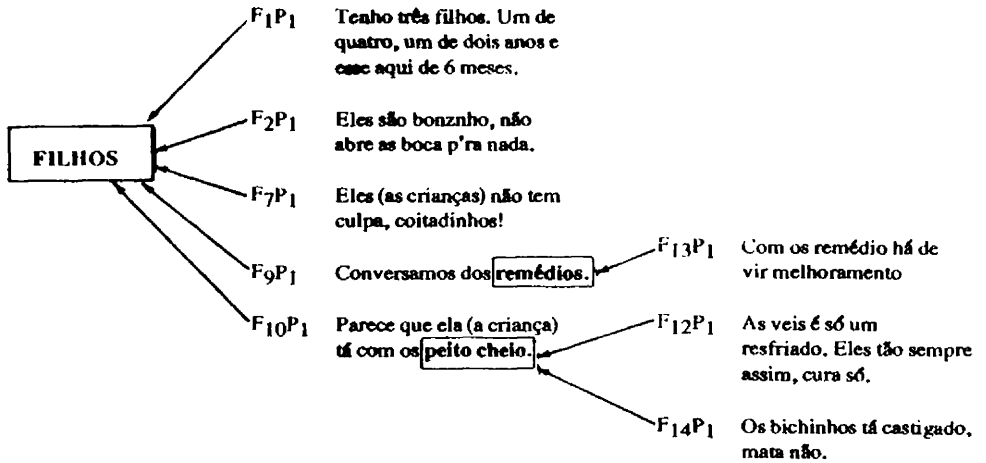 F1P1 Tenho três filhos. Um de
quatro, um de dois anos e
esse aqui de 6 meses.
F2P1 Eles são bonznho, não
abre as boca p'ra nada.
FILHOS
F7P1 Eles (as crianças) não tem
culpa, coitadinhos!
F9P1 Conversamos dos remédios.
F13P1 Com os remédio há de
vir melhoramento
F10P1 Parece que ela (a criança)
tá com os peito cheio.
F12P1 As veis é só um
resfriado. Eles tão sempre
assim, cura só.
F14P1 Os bichinhos tá castigado,
mata não.